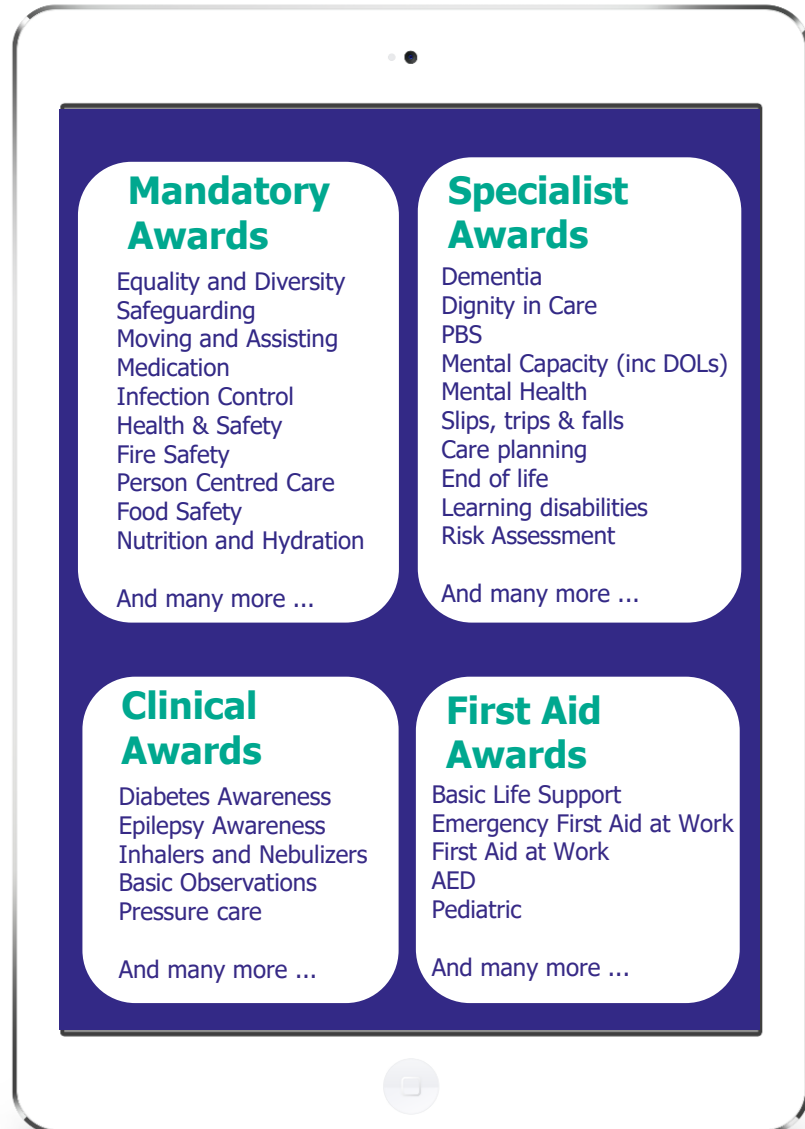 Mandatory
Awards
Equality and Diversity
Safeguarding
Moving and Assisting
Medication
Infection Control
Health & Safety
Fire Safety
Person Centred Care
Food Safety
Nutrition and Hydration
And many more ...
Specialist
Awards
Dementia
Dignity in Care
PBS
Mental Capacity (inc DOLs)
Mental Health
Slips, trips & falls
Care planning
End of life
Learning disabilities
Risk Assessment
And many more ...
Clinical
Awards
Diabetes Awareness
Epilepsy Awareness
Inhalers and Nebulizers
Basic Observations
Pressure care
And many more ...
First Aid
Awards
Basic Life Support
Emergency First Aid at Work
First Aid at Work
AED
Pediatric
And many more ...